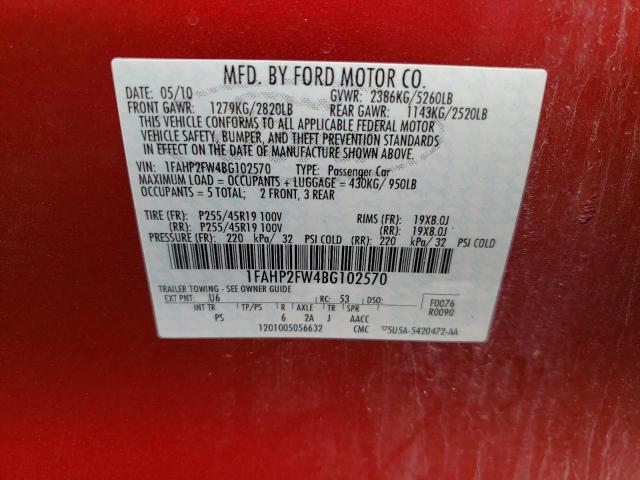 MFD. BY FORD MOTOR CO.
DATE: 05/10 GVWR: 2386KG/5260LB
FRONT GAWR: 1279KG/2820LB REAR GAWR: 1143KG/2520LB
THIS VEHICLE CONFORMS TO ALL APPLICABLE FEDERAL MOTOR
VEHICLE SAFETY, BUMPER, AND THEFT PREVENTION STANDARDS
IN EFFECT ON THE DATE OF MANUFACTURE SHOWN ABOVE.
VIN: 1FAHP2FW4BG102570 TYPE: Passenger Car
MAXIMUM LOAD = OCCUPANTS + LUGGAGE = 430KG/ 950LB
OCCUPANTS = 5 TOTAL; 2 FRONT, 3 REAR
TIRE (FR): P255/45R19 100V RIMS (FR): 19X8.0J
(RR): P255/45R19 100V (RR): 19X8.0J
PRESSURE (FR): 220 kPa/ 32 PSI COLD (RR): 220 kPa/ 32 PSI COLD
1FAHP2FW4BG102570
TRAILER TOWING - SEE OWNER GUIDE
EXT PNT: U6 RC: 53 DSO: F0076
INT TR TP/PS R AXLE TR SPR R0090
PS 6 2A J AACC
1201005056632 CMC 5U5A-5420472-AA